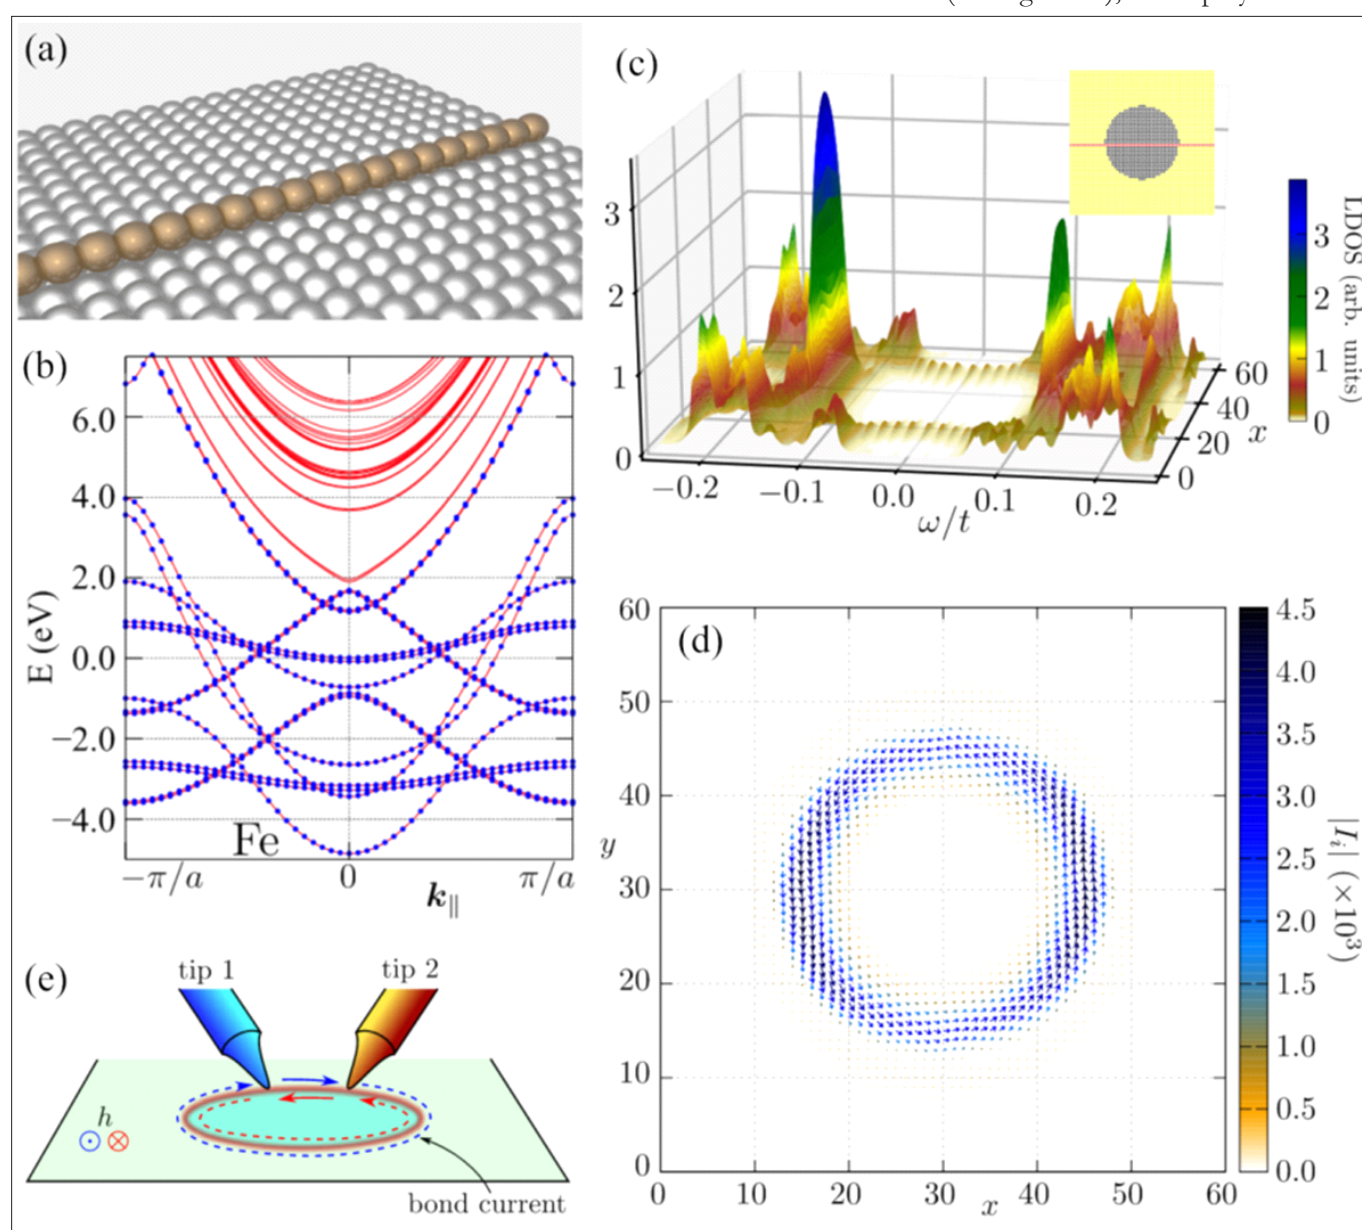 (a)
(b)
6.0
4.0
2.0
0.0
−2.0
−4.0
E (eV)
Fe
−π/a
0
π/a
k∥
(c)
3
2
1
0
−0.2
−0.1
0.0
0.1
0.2
ω/t
0
20
40
60
x
3
2
1
0
LDOS (arb. units)
(d)
60
50
40
30
20
10
0
y
0
10
20
30
40
50
60
x
4.5
4.0
3.5
3.0
2.5
2.0
1.5
1.0
0.5
0.0
|I_i| (×10³)
(e)
tip 1
tip 2
h
bond current